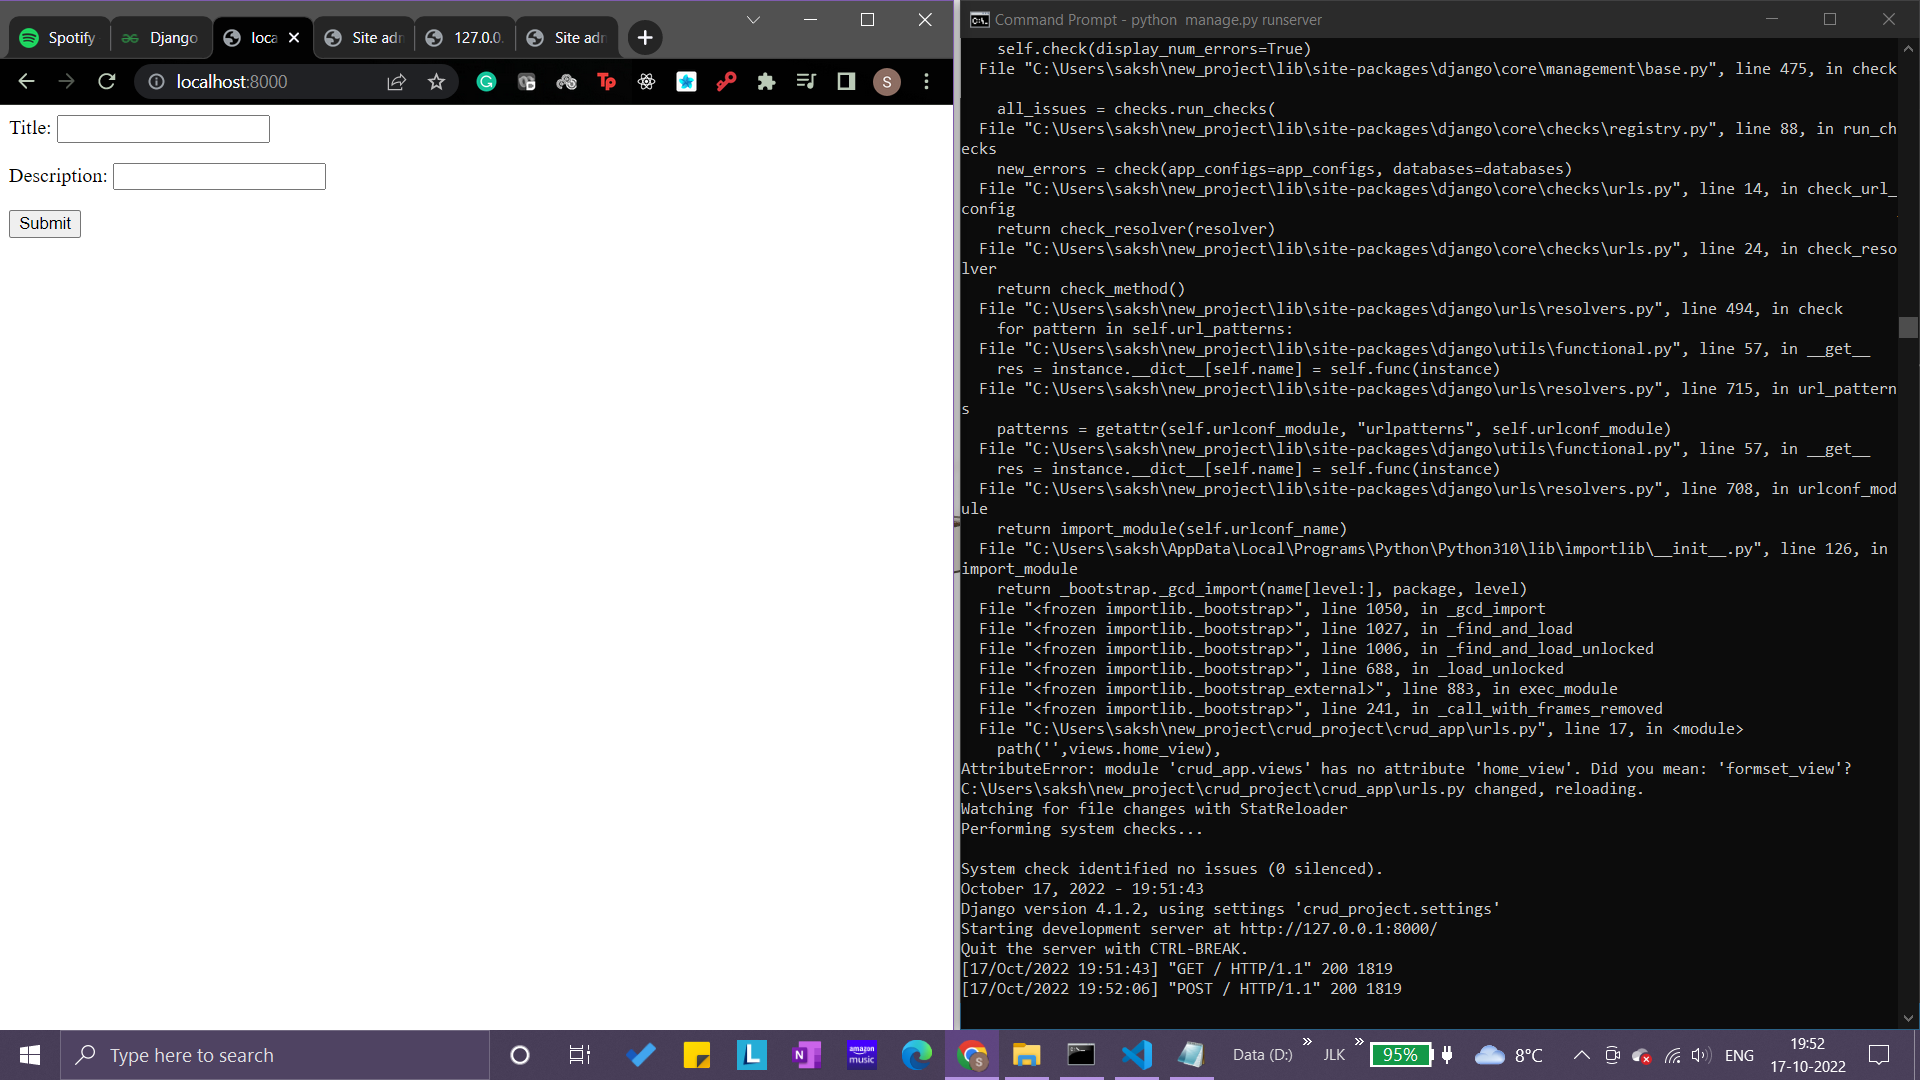 Spotify
Django
loca
Site adr
127.0.0.
Site adr
localhost:8000
Tp
S
Title:
Description:
Submit
Command Prompt - python  manage.py runserver
    self.check(display_num_errors=True)
  File "C:\Users\saksh\new_project\lib\site-packages\django\core\management\base.py", line 475, in check
    all_issues = checks.run_checks(
  File "C:\Users\saksh\new_project\lib\site-packages\django\core\checks\registry.py", line 88, in run_ch
ecks
    new_errors = check(app_configs=app_configs, databases=databases)
  File "C:\Users\saksh\new_project\lib\site-packages\django\core\checks\urls.py", line 14, in check_url_
config
    return check_resolver(resolver)
  File "C:\Users\saksh\new_project\lib\site-packages\django\core\checks\urls.py", line 24, in check_reso
lver
    return check_method()
  File "C:\Users\saksh\new_project\lib\site-packages\django\urls\resolvers.py", line 494, in check
    for pattern in self.url_patterns:
  File "C:\Users\saksh\new_project\lib\site-packages\django\utils\functional.py", line 57, in __get__
    res = instance.__dict__[self.name] = self.func(instance)
  File "C:\Users\saksh\new_project\lib\site-packages\django\urls\resolvers.py", line 715, in url_pattern
s
    patterns = getattr(self.urlconf_module, "urlpatterns", self.urlconf_module)
  File "C:\Users\saksh\new_project\lib\site-packages\django\utils\functional.py", line 57, in __get__
    res = instance.__dict__[self.name] = self.func(instance)
  File "C:\Users\saksh\new_project\lib\site-packages\django\urls\resolvers.py", line 708, in urlconf_mod
ule
    return import_module(self.urlconf_name)
  File "C:\Users\saksh\AppData\Local\Programs\Python\Python310\lib\importlib\__init__.py", line 126, in
import_module
    return _bootstrap._gcd_import(name[level:], package, level)
  File "<frozen importlib._bootstrap>", line 1050, in _gcd_import
  File "<frozen importlib._bootstrap>", line 1027, in _find_and_load
  File "<frozen importlib._bootstrap>", line 1006, in _find_and_load_unlocked
  File "<frozen importlib._bootstrap>", line 688, in _load_unlocked
  File "<frozen importlib._bootstrap_external>", line 883, in exec_module
  File "<frozen importlib._bootstrap>", line 241, in _call_with_frames_removed
  File "C:\Users\saksh\new_project\crud_project\crud_app\urls.py", line 17, in <module>
    path('',views.home_view),
AttributeError: module 'crud_app.views' has no attribute 'home_view'. Did you mean: 'formset_view'?
C:\Users\saksh\new_project\crud_project\crud_app\urls.py changed, reloading.
Watching for file changes with StatReloader
Performing system checks...
System check identified no issues (0 silenced).
October 17, 2022 - 19:51:43
Django version 4.1.2, using settings 'crud_project.settings'
Starting development server at http://127.0.0.1:8000/
Quit the server with CTRL-BREAK.
[17/Oct/2022 19:51:43] "GET / HTTP/1.1" 200 1819
[17/Oct/2022 19:52:06] "POST / HTTP/1.1" 200 1819
Type here to search
amazon music
Data (D:)
JLK
95%
8°C
ENG
19:52
17-10-2022